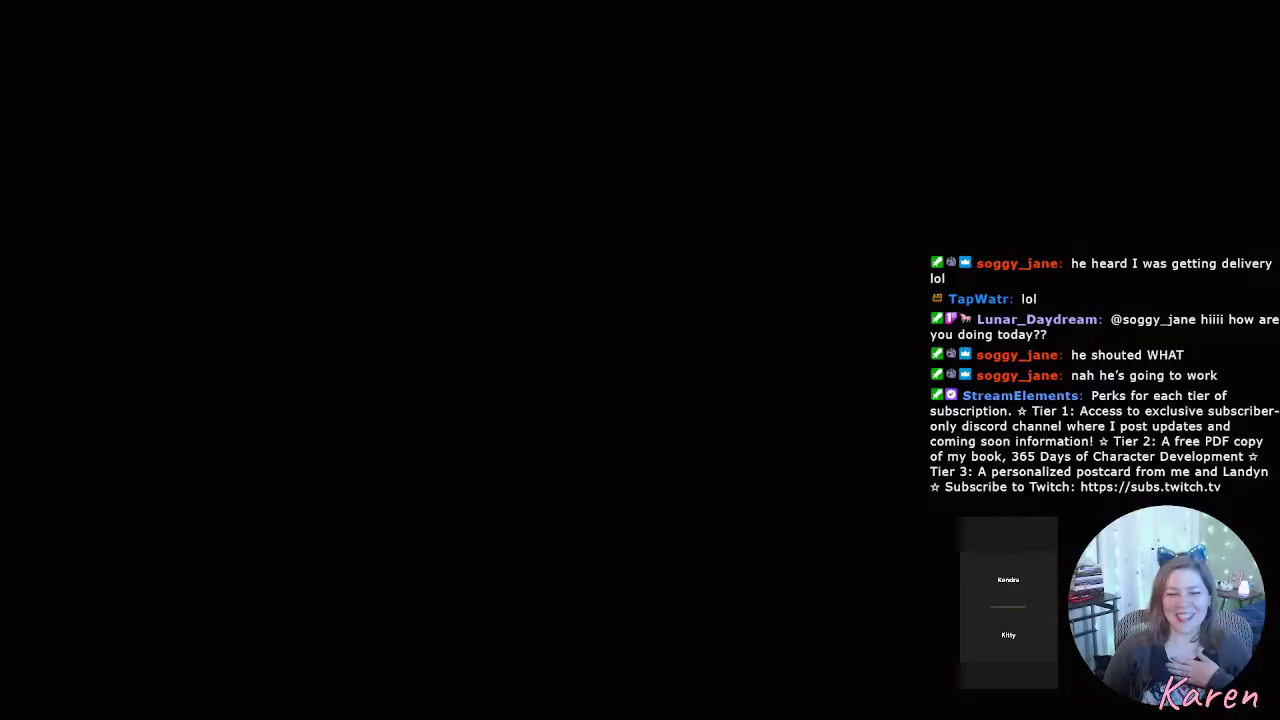 soggy_jane: he heard I was getting delivery
lol
TapWatr: lol
Lunar_Daydream: @soggy_jane hiiii how are
you doing today??
soggy_jane: he shouted WHAT
soggy_jane: nah he's going to work
StreamElements: Perks for each tier of
subscription. ☆ Tier 1: Access to exclusive subscriber-
only discord channel where I post updates and
coming soon information! ☆ Tier 2: A free PDF copy
of my book, 365 Days of Character Development ☆
Tier 3: A personalized postcard from me and Landyn
☆ Subscribe to Twitch: https://subs.twitch.tv
Kendra
Kitty
Karen